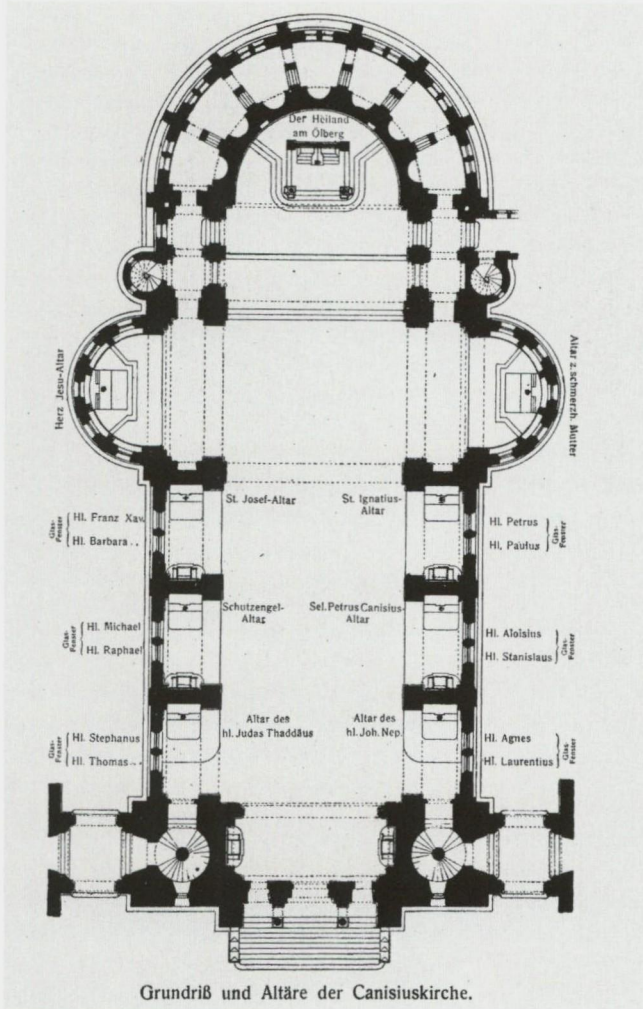 Der Heiland
am Ölberg
Herz Jesu-Altar
Altar z. schmerzh. Mutter
St. Josef-Altar
St. Ignatius-
Altar
Glas-
Fenster
Hl. Franz Xav.
Hl. Barbara ..
Hl. Petrus
Hl. Paulus
Glas-
Fenster
Schutzengel-
Altar
Sel. Petrus Canisius-
Altar
Glas-
Fenster
Hl. Michael
Hl. Raphael
Hl. Aloisius
Hl. Stanislaus
Glas-
Fenster
Altar des
hl. Judas Thaddäus
Altar des
hl. Joh. Nep.
Glas-
Fenster
Hl. Stephanus
Hl. Thomas ..
Hl. Agnes
Hl. Laurentius
Glas-
Fenster
Grundriß und Altäre der Canisiuskirche.